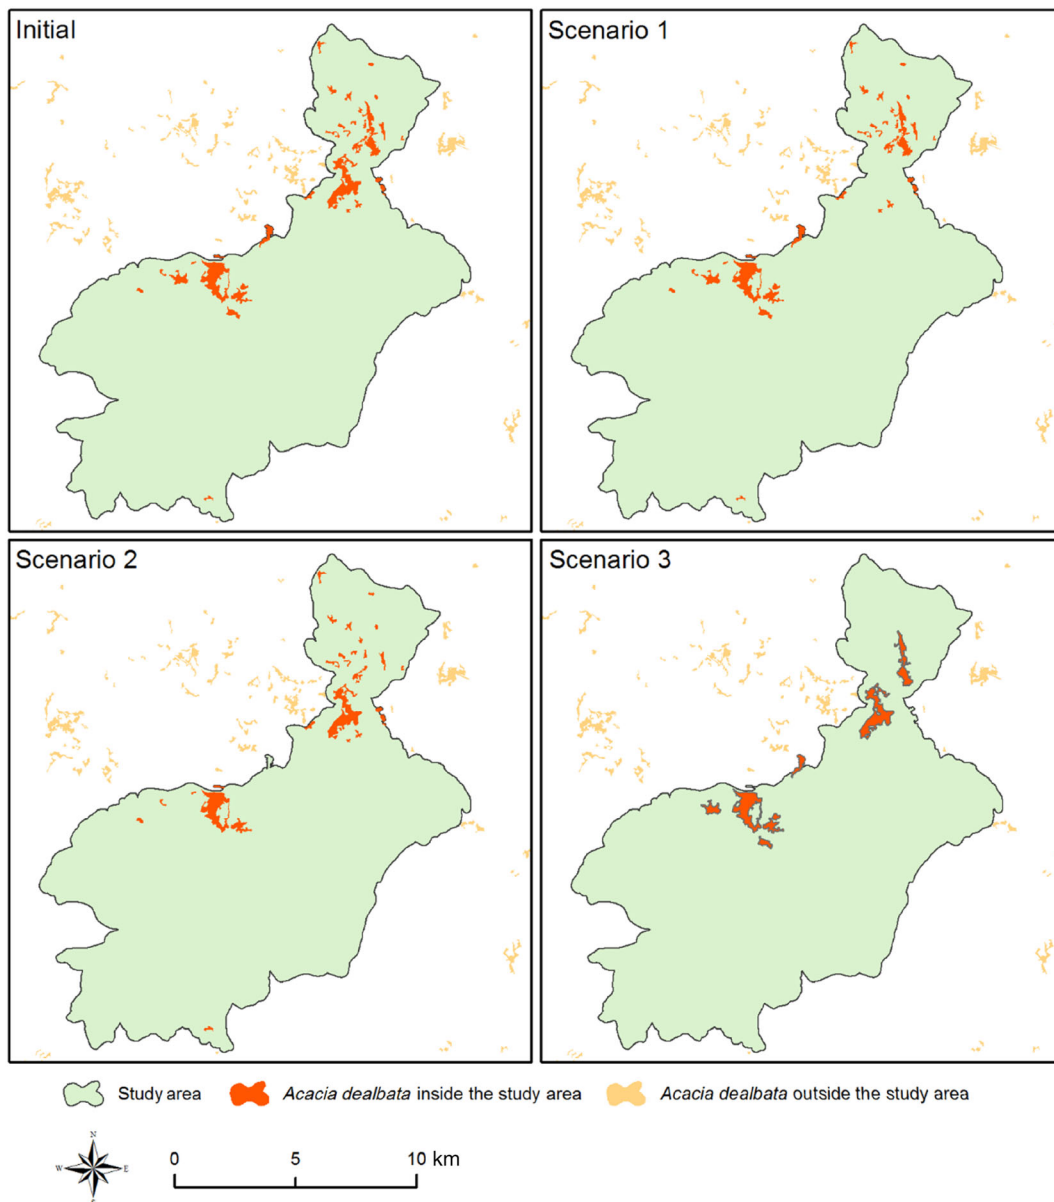 Initial
Scenario 1
Scenario 2
Scenario 3
Study area
Acacia dealbata inside the study area
Acacia dealbata outside the study area
N
W E
S
0 5 10 km